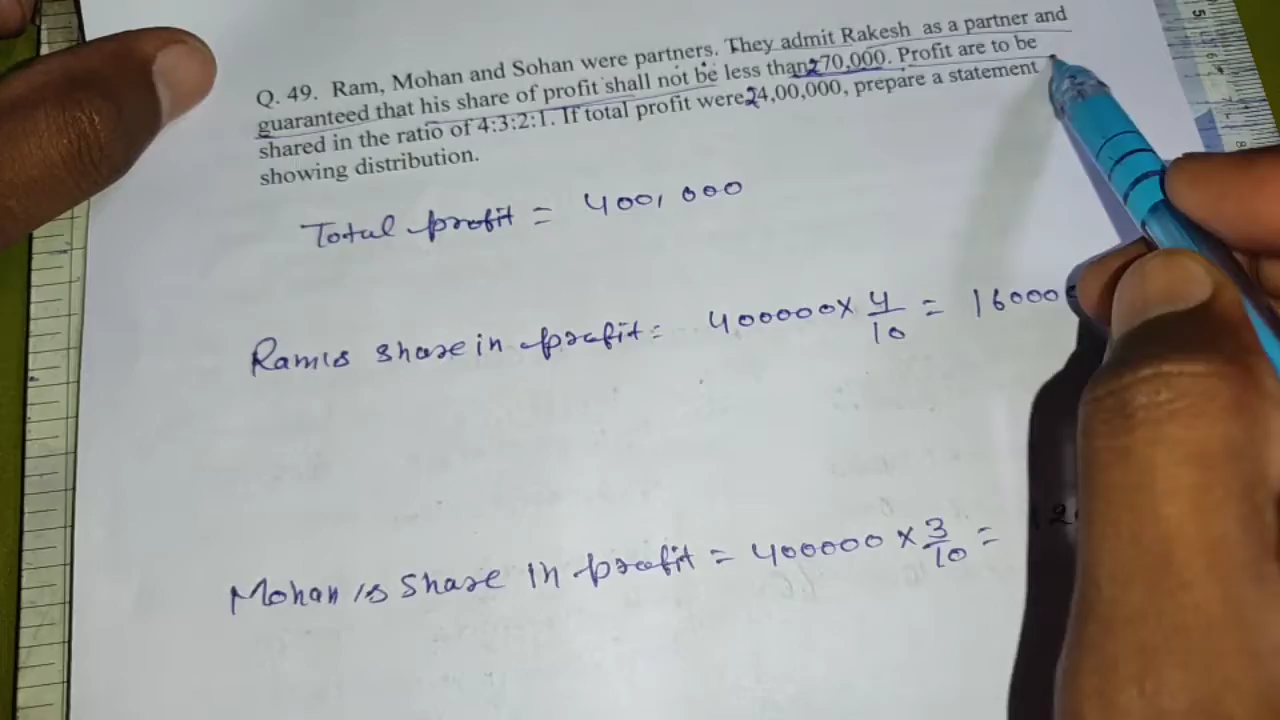 Q. 49. Ram, Mohan and Sohan were partners. They admit Rakesh as a partner and
guaranteed that his share of profit shall not be less than ₹70,000. Profit are to be
shared in the ratio of 4:3:2:1. If total profit were ₹4,00,000, prepare a statement
showing distribution.
Total profit = 400,000
Ram's share in profit = 400000 × 4/10 = 16000
Mohan's share in profit = 400000 × 3/10 =